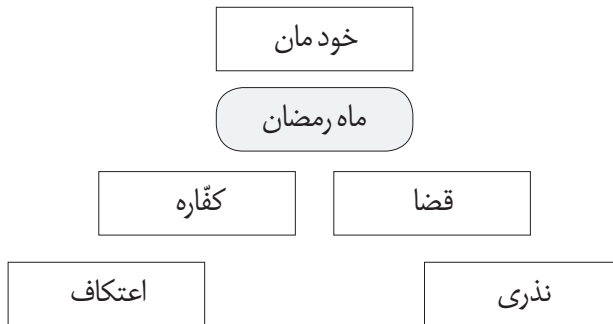 خود مان
ماه رمضان
قضا
کفّاره
نذری
اعتکاف